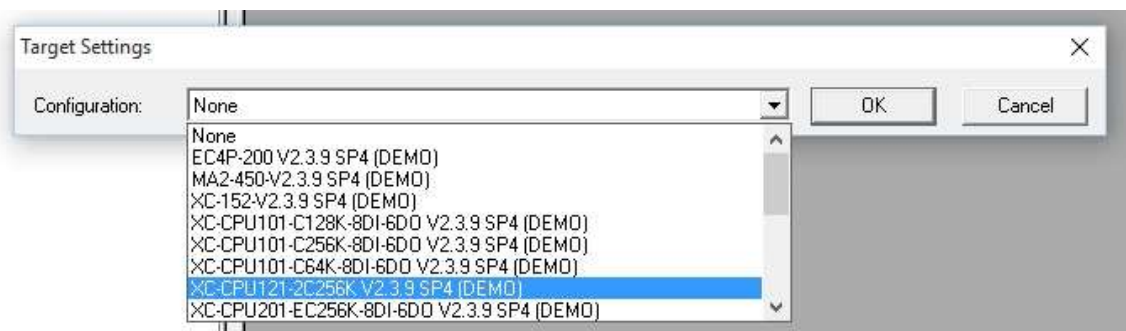 Target Settings
Configuration: None OK Cancel
None
EC4P-200 V2.3.9 SP4 (DEMO)
MA2-450-V2.3.9 SP4 (DEMO)
XC-152-V2.3.9 SP4 (DEMO)
XC-CPU101-C128K-8DI-6DO V2.3.9 SP4 (DEMO)
XC-CPU101-C256K-8DI-6DO V2.3.9 SP4 (DEMO)
XC-CPU101-C64K-8DI-6DO V2.3.9 SP4 (DEMO)
XC-CPU121-2C256K V2.3.9 SP4 (DEMO)
XC-CPU201-EC256K-8DI-6DO V2.3.9 SP4 (DEMO)